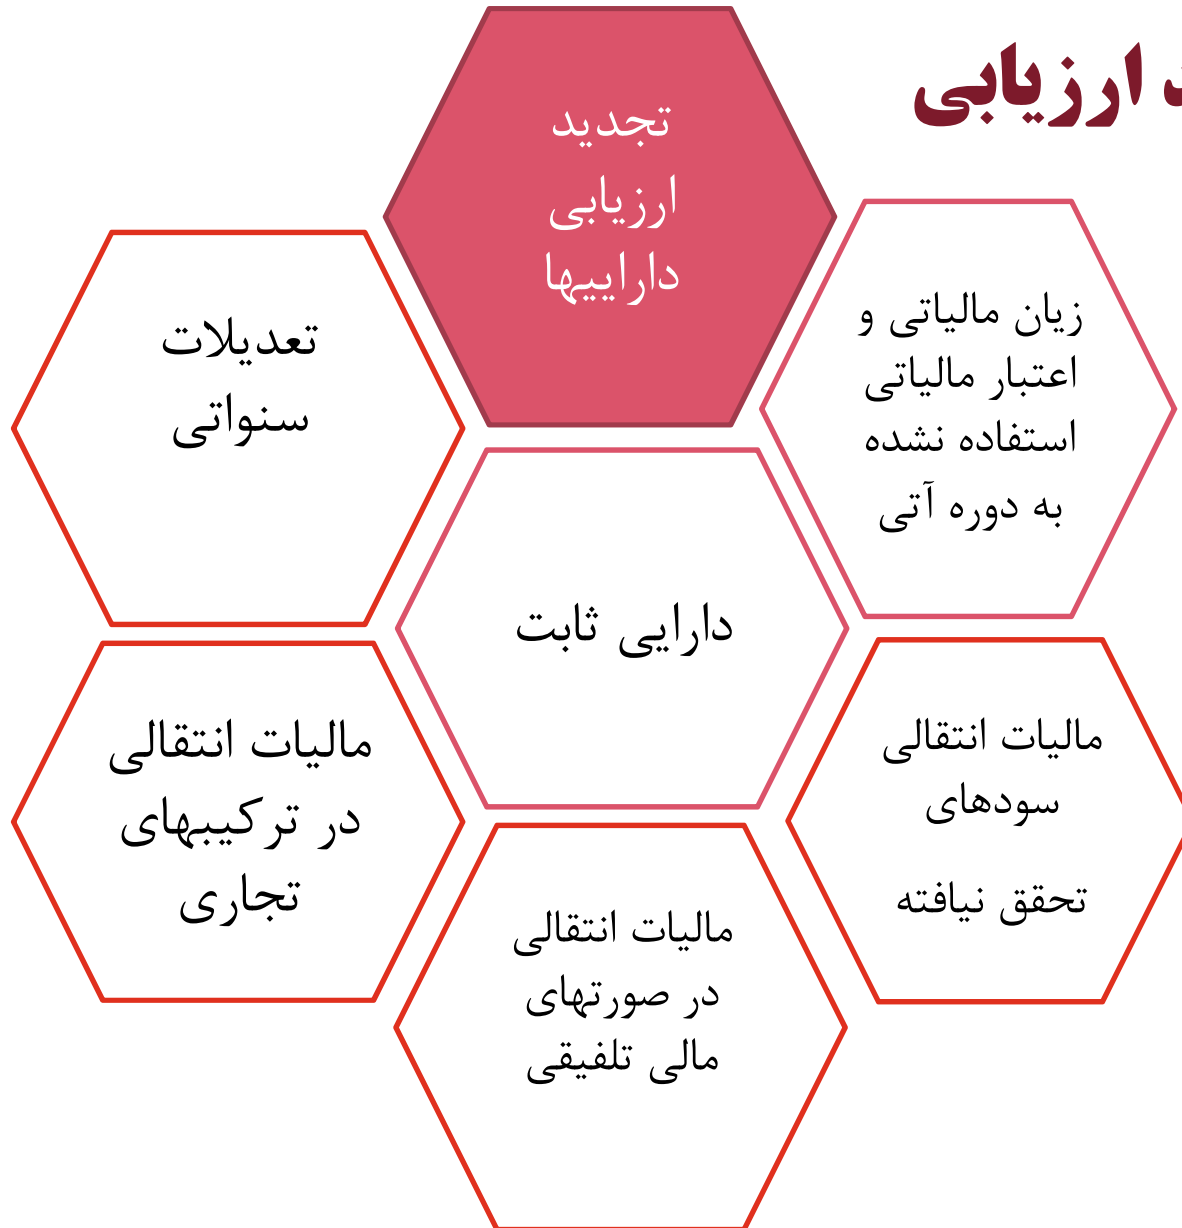 ارزیابی
تجدید
ارزیابی
داراییها
زیان مالیاتی و
اعتبار مالیاتی
استفاده نشده
به دوره آتی
تعدیلات
سنواتی
دارایی ثابت
مالیات انتقالی
سودهای
تحقق نیافته
مالیات انتقالی
در ترکیبهای
تجاری
مالیات انتقالی
در صورتهای
مالی تلفیقی